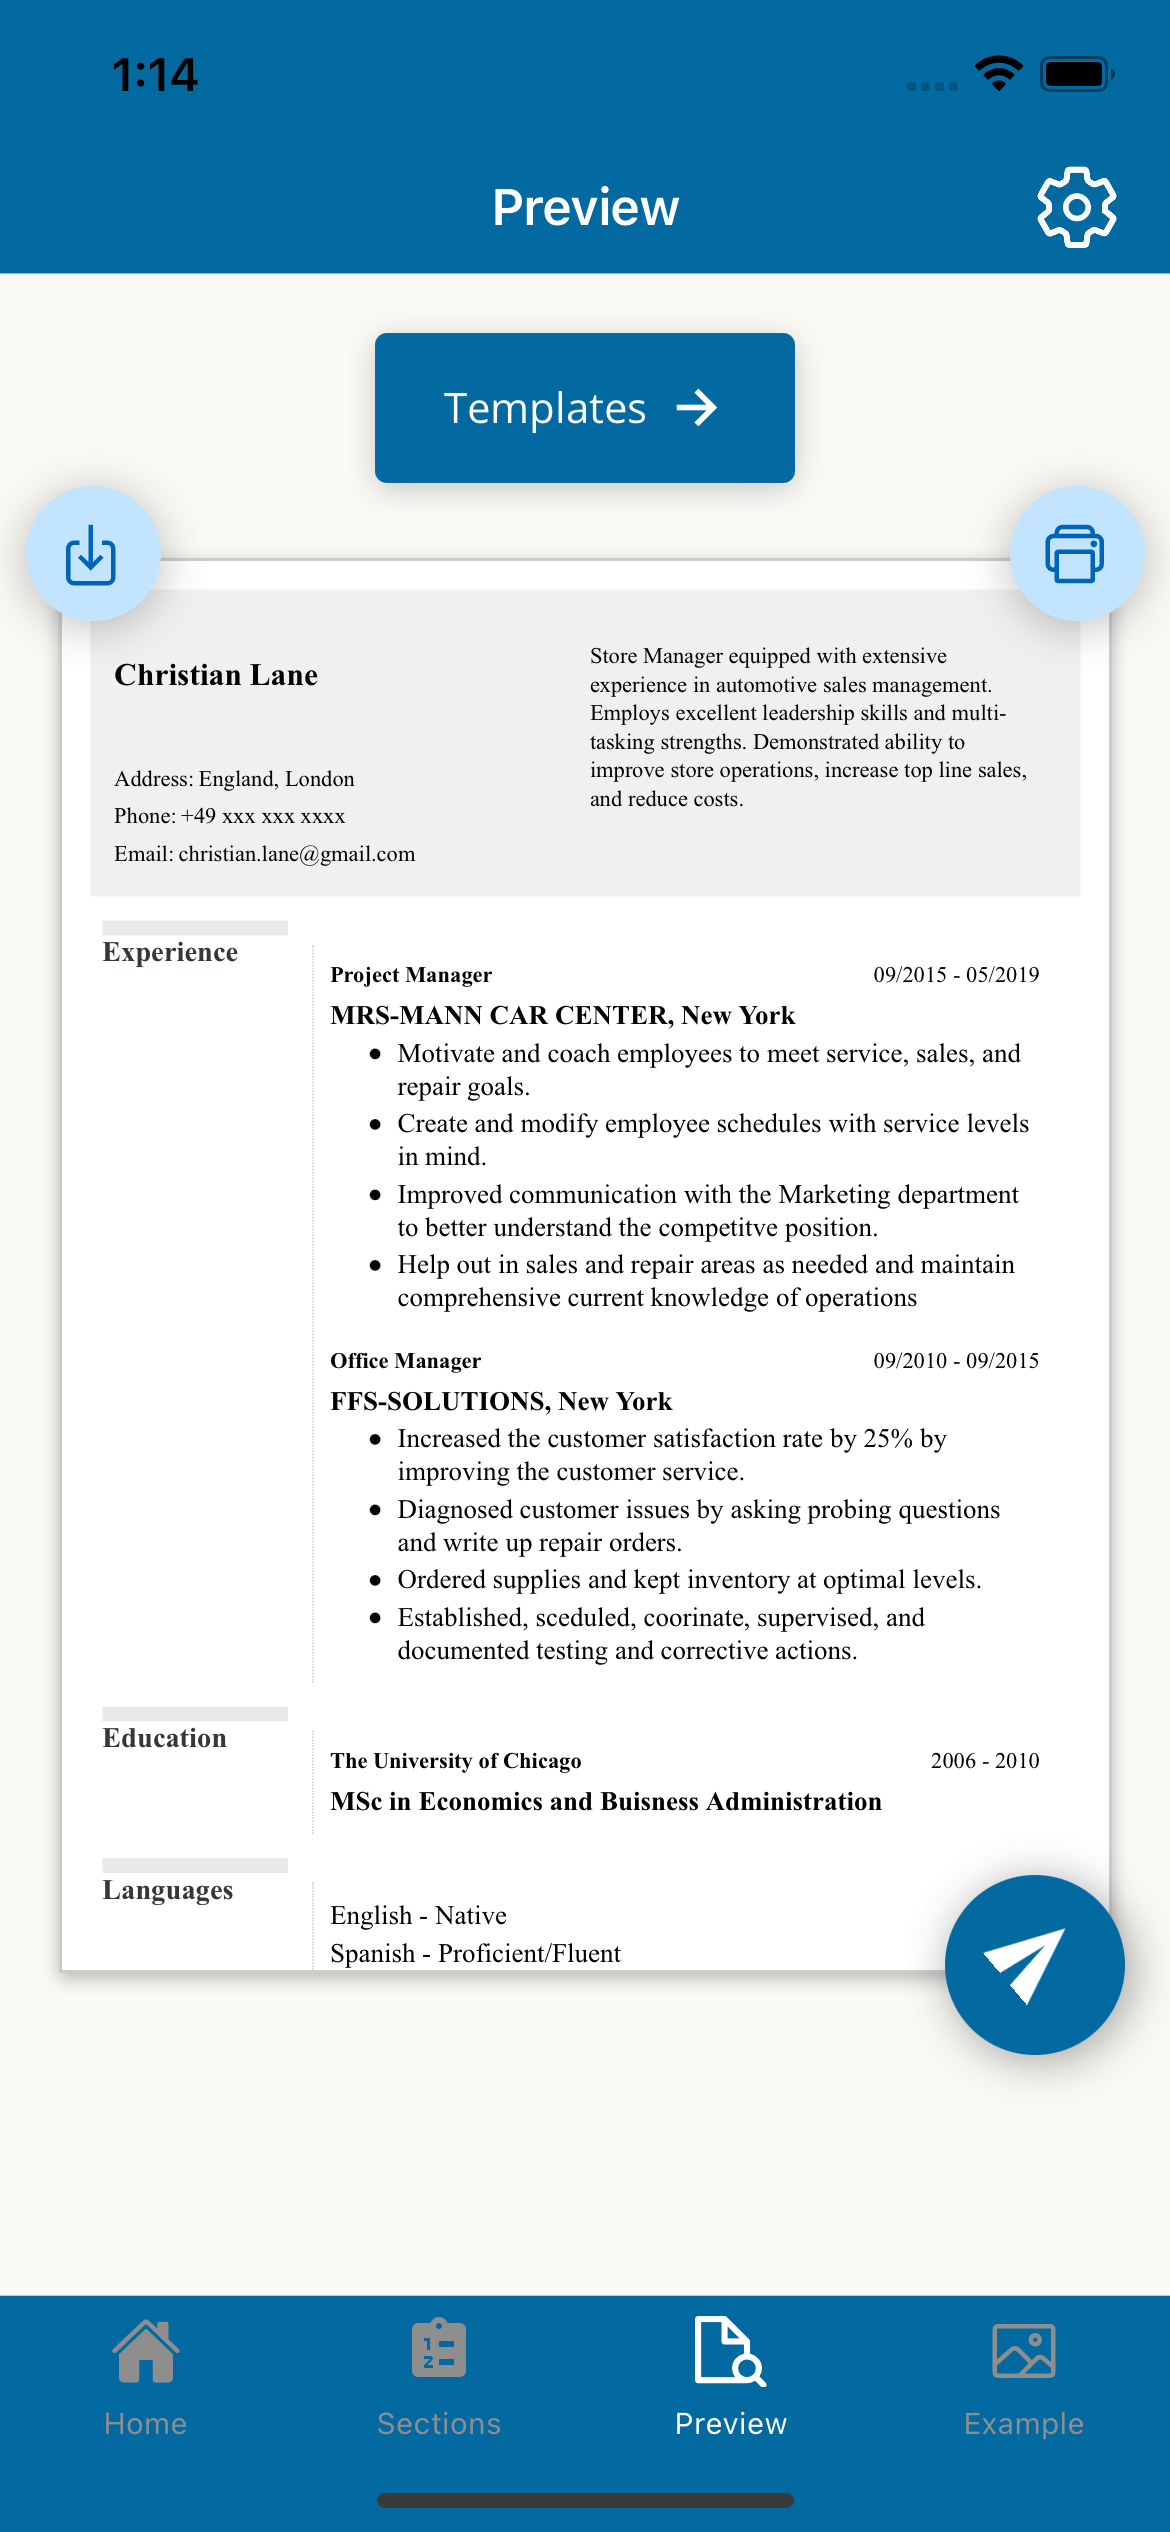 1:14
Preview
Templates
Christian Lane
Address: England, London
Phone: +49 xxx xxx xxxx
Email: christian.lane@gmail.com
Store Manager equipped with extensive
experience in automotive sales management.
Employs excellent leadership skills and multi-
tasking strengths. Demonstrated ability to
improve store operations, increase top line sales,
and reduce costs.
Experience
Project Manager 09/2015 - 05/2019
MRS-MANN CAR CENTER, New York
● Motivate and coach employees to meet service, sales, and
repair goals.
● Create and modify employee schedules with service levels
in mind.
● Improved communication with the Marketing department
to better understand the competitve position.
● Help out in sales and repair areas as needed and maintain
comprehensive current knowledge of operations
Office Manager 09/2010 - 09/2015
FFS-SOLUTIONS, New York
● Increased the customer satisfaction rate by 25% by
improving the customer service.
● Diagnosed customer issues by asking probing questions
and write up repair orders.
● Ordered supplies and kept inventory at optimal levels.
● Established, sceduled, coorinate, supervised, and
documented testing and corrective actions.
Education
The University of Chicago 2006 - 2010
MSc in Economics and Buisness Administration
Languages
English - Native
Spanish - Proficient/Fluent
Home
Sections
Preview
Example